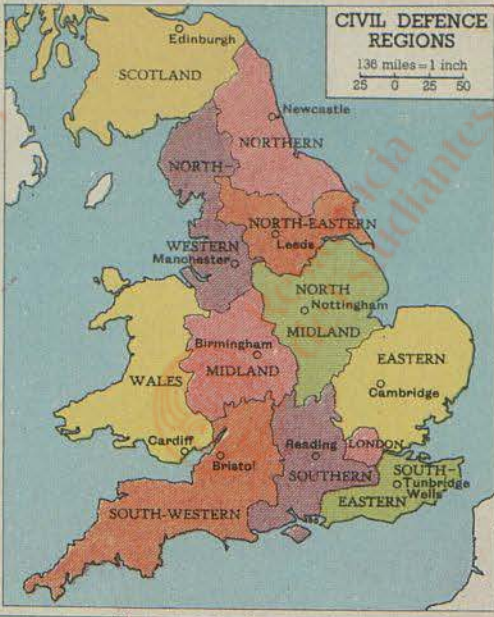 CIVIL DEFENCE
REGIONS
136 miles = 1 inch
25 0 25 50
Edinburgh
SCOTLAND
Newcastle
NORTHERN
NORTH-
WESTERN
Manchester
NORTH-EASTERN
Leeds
NORTH
Nottingham
MIDLAND
Birmingham
MIDLAND
EASTERN
Cambridge
WALES
Cardiff
Bristol
SOUTH-WESTERN
Reading
SOUTHERN
LONDON
SOUTH-
Tunbridge
Wells
EASTERN